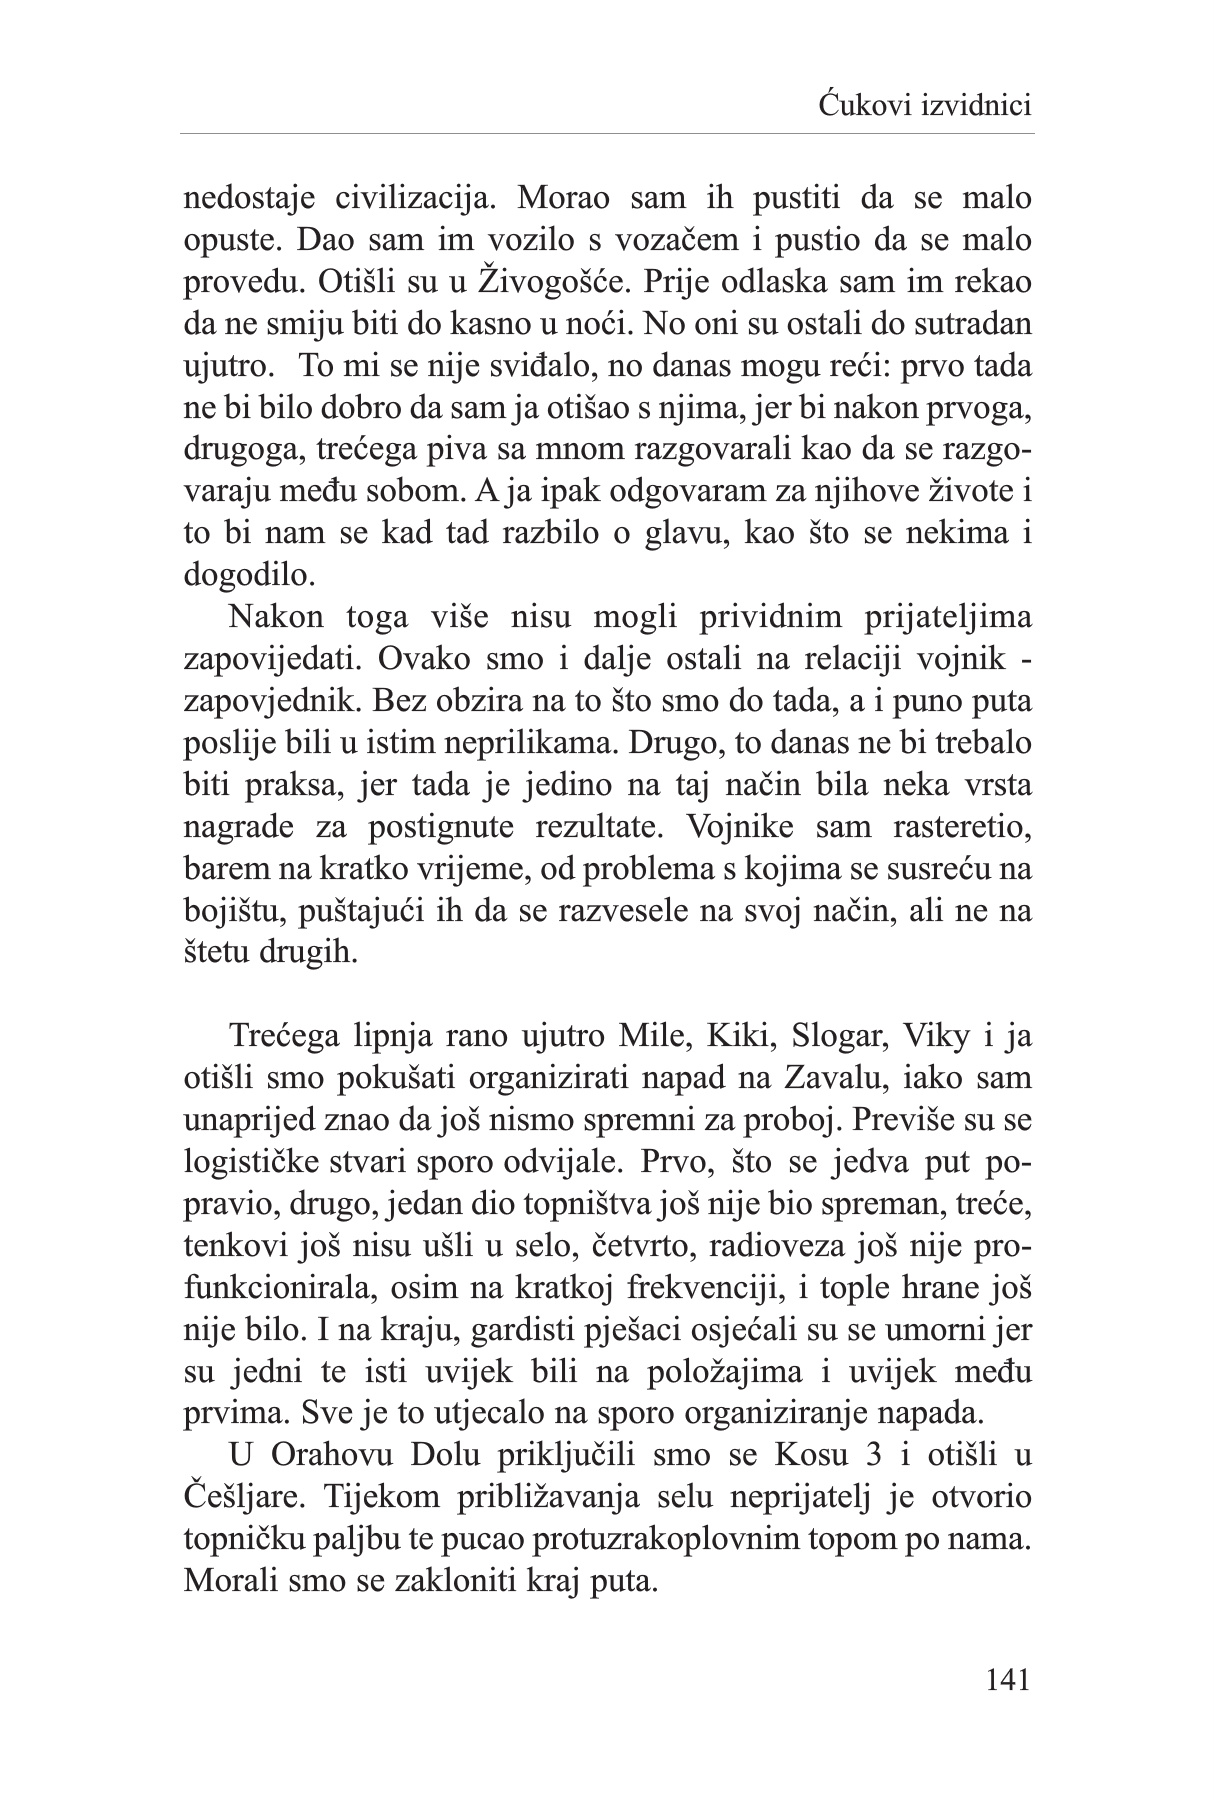 Ćukovi izvidnici
nedostaje civilizacija. Morao sam ih pustiti da se malo
opuste. Dao sam im vozilo s vozačem i pustio da se malo
provedu. Otišli su u Živogošće. Prije odlaska sam im rekao
da ne smiju biti do kasno u noći. No oni su ostali do sutradan
ujutro.  To mi se nije sviđalo, no danas mogu reći: prvo tada
ne bi bilo dobro da sam ja otišao s njima, jer bi nakon prvoga,
drugoga, trećega piva sa mnom razgovarali kao da se razgo-
varaju među sobom. A ja ipak odgovaram za njihove živote i
to bi nam se kad tad razbilo o glavu, kao što se nekima i
dogodilo.
Nakon toga više nisu mogli prividnim prijateljima
zapovijedati. Ovako smo i dalje ostali na relaciji vojnik -
zapovjednik. Bez obzira na to što smo do tada, a i puno puta
poslije bili u istim neprilikama. Drugo, to danas ne bi trebalo
biti praksa, jer tada je jedino na taj način bila neka vrsta
nagrade za postignute rezultate. Vojnike sam rasteretio,
barem na kratko vrijeme, od problema s kojima se susreću na
bojištu, puštajući ih da se razvesele na svoj način, ali ne na
štetu drugih.
Trećega lipnja rano ujutro Mile, Kiki, Slogar, Viky i ja
otišli smo pokušati organizirati napad na Zavalu, iako sam
unaprijed znao da još nismo spremni za proboj. Previše su se
logističke stvari sporo odvijale. Prvo, što se jedva put po-
pravio, drugo, jedan dio topništva još nije bio spreman, treće,
tenkovi još nisu ušli u selo, četvrto, radioveza još nije pro-
funkcionirala, osim na kratkoj frekvenciji, i tople hrane još
nije bilo. I na kraju, gardisti pješaci osjećali su se umorni jer
su jedni te isti uvijek bili na položajima i uvijek među
prvima. Sve je to utjecalo na sporo organiziranje napada.
U Orahovu Dolu priključili smo se Kosu 3 i otišli u
Češljare. Tijekom približavanja selu neprijatelj je otvorio
topničku paljbu te pucao protuzrakoplovnim topom po nama.
Morali smo se zakloniti kraj puta.
141